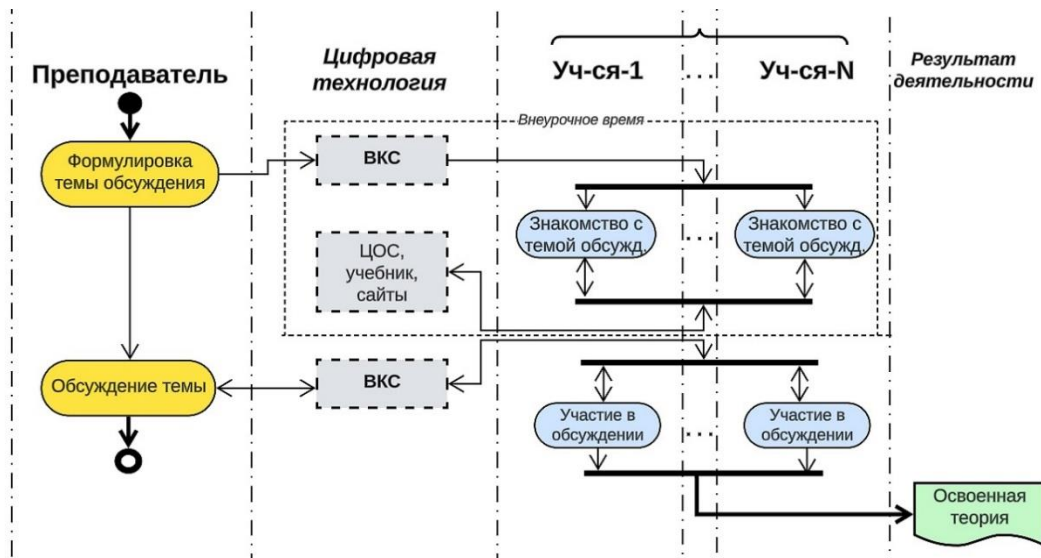 Преподаватель
Цифровая
технология
Уч-ся-1
...
Уч-ся-N
Результат
деятельности
Внеурочное время
Формулировка
темы обсуждения
ВКС
Знакомство с
темой обсужд.
...
Знакомство с
темой обсужд.
ЦОС,
учебник,
сайты
Обсуждение темы
ВКС
Участие в
обсуждении
...
Участие в
обсуждении
Освоенная
теория